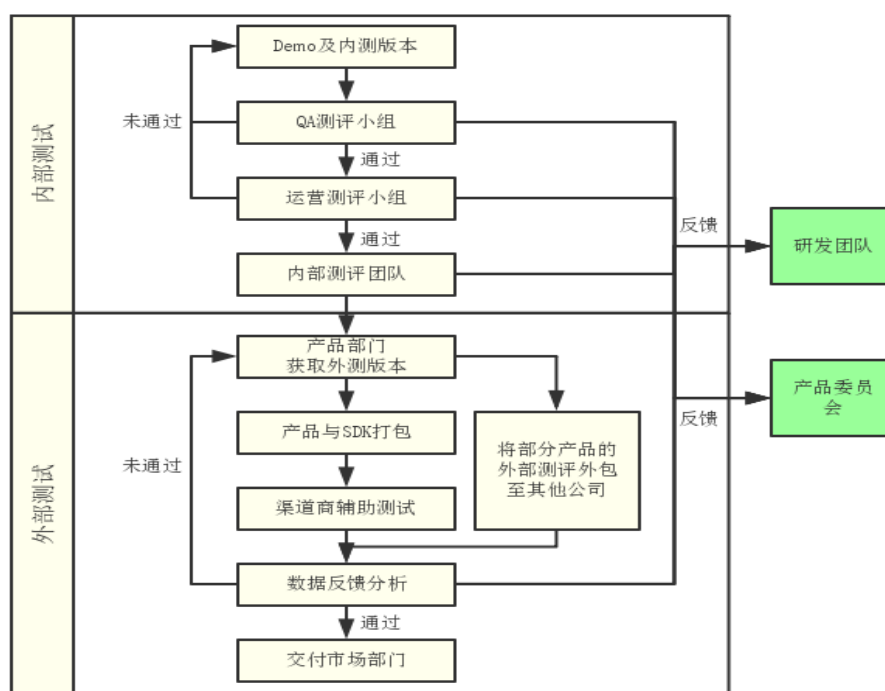 内部测试
Demo及内测版本
未通过
QA测评小组
通过
运营测评小组
通过
内部测评团队
反馈
研发团队
外部测试
产品部门
获取外测版本
产品与SDK打包
未通过
渠道商辅助测试
将部分产品的
外部测评外包
至其他公司
反馈
产品委员
会
数据反馈分析
通过
交付市场部门